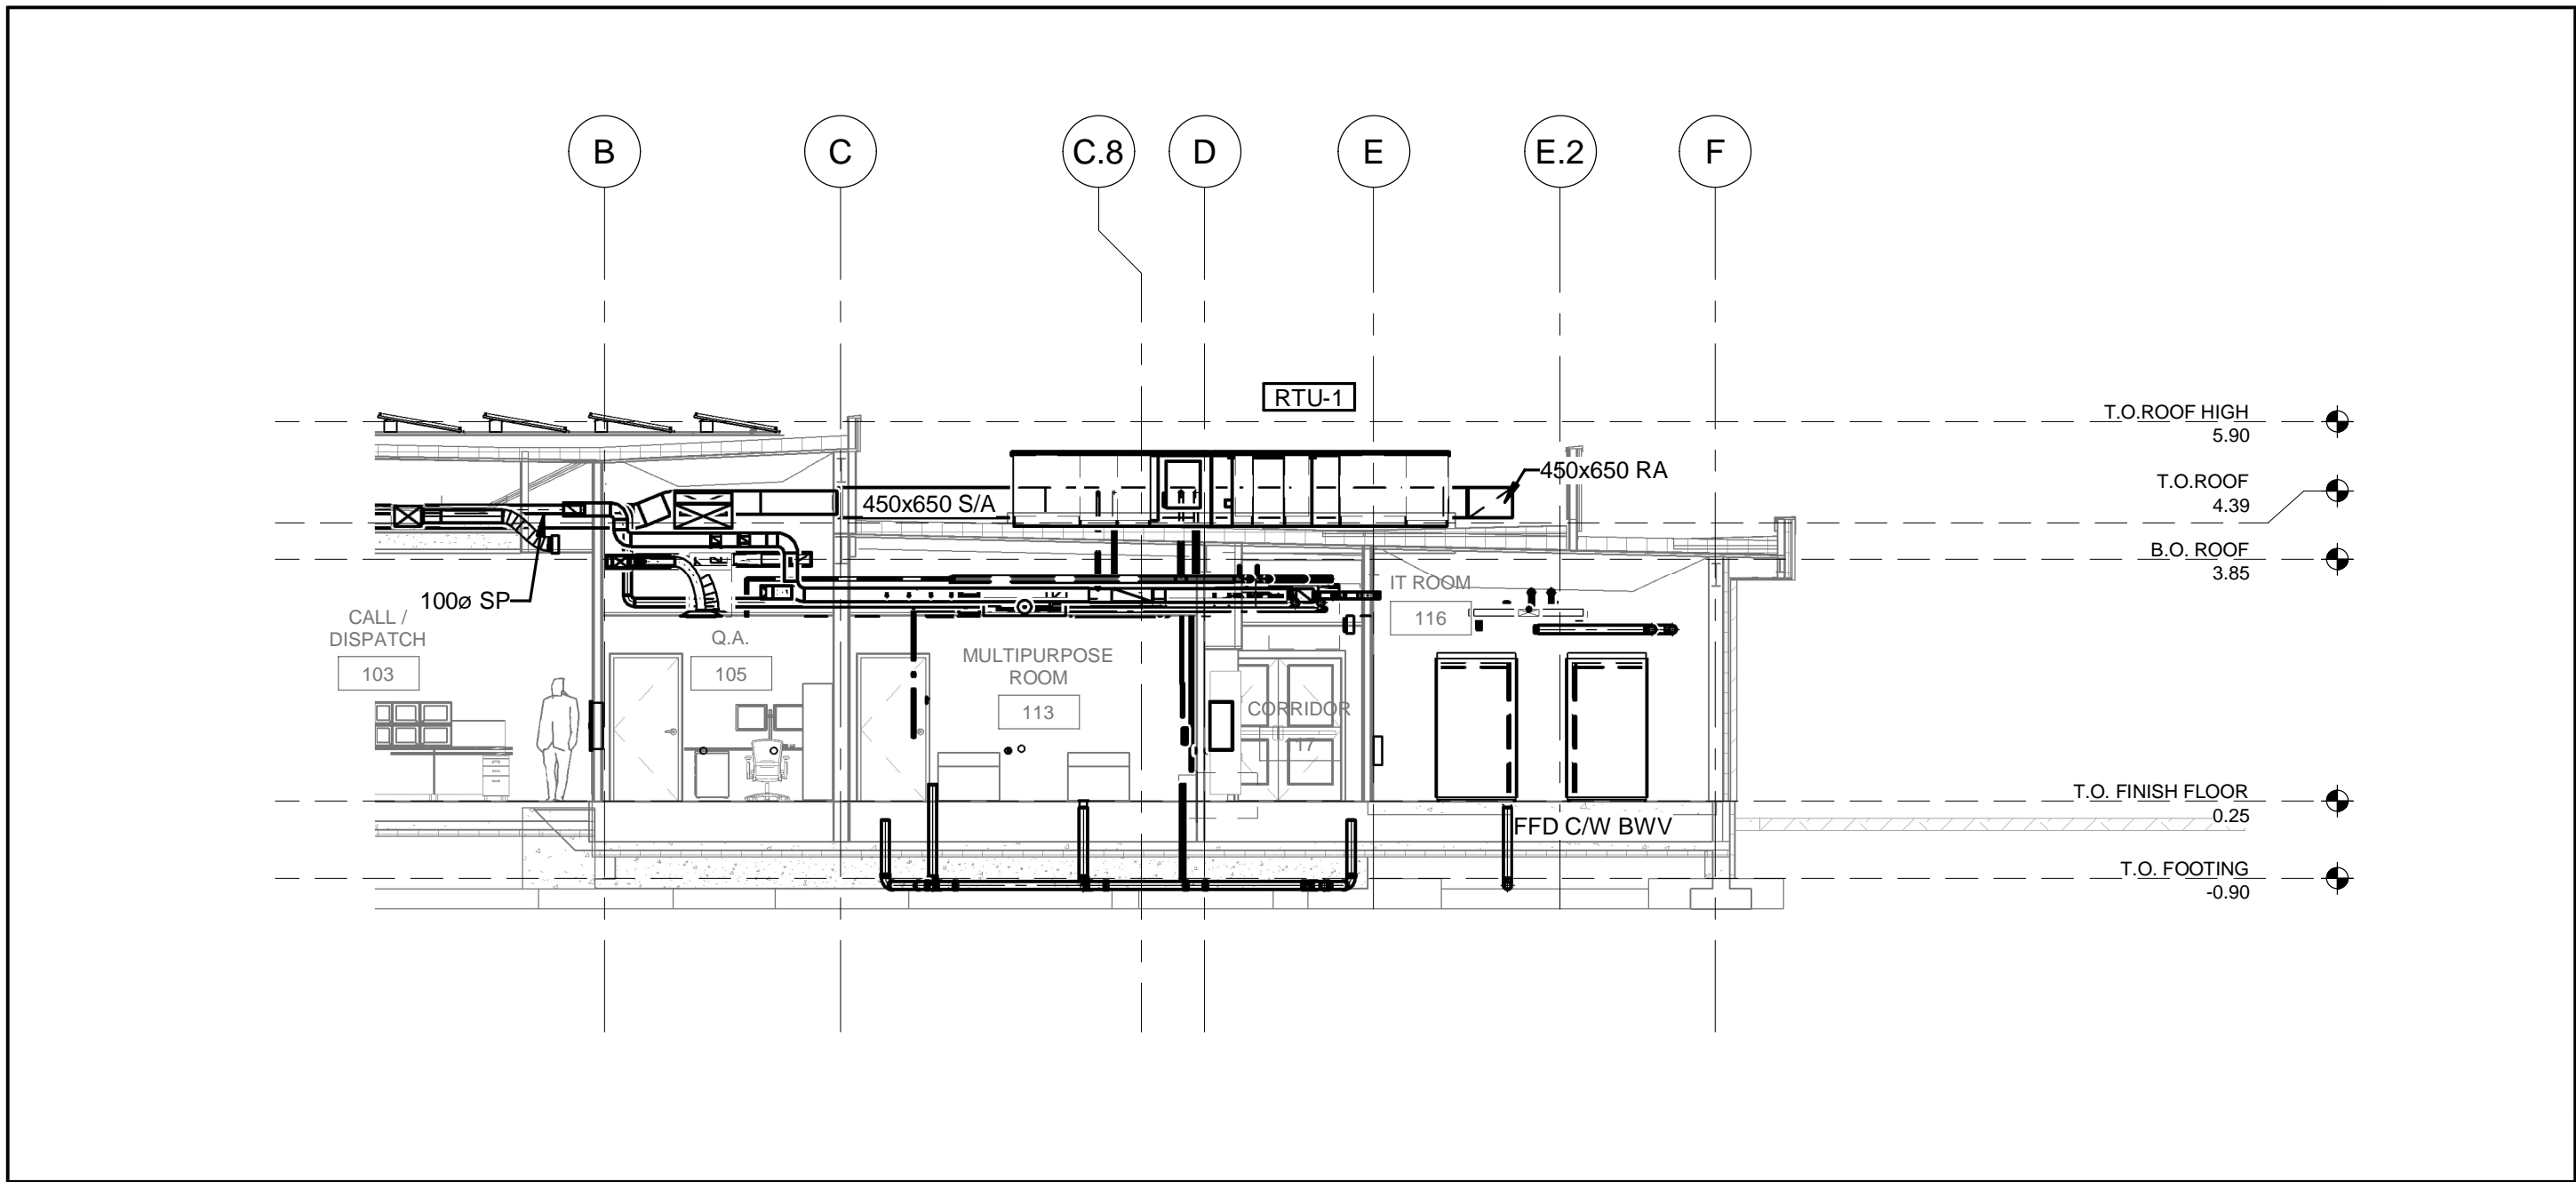 B
C
C.8
D
E
E.2
F
RTU-1
T.O.ROOF HIGH
5.90
450x650 RA
T.O.ROOF
4.39
450x650 S/A
B.O. ROOF
3.85
IT ROOM
116
100ø SP
CALL /
DISPATCH
103
Q.A.
105
MULTIPURPOSE
ROOM
113
CORRIDOR
17
T.O. FINISH FLOOR
0.25
FFD C/W BWV
T.O. FOOTING
-0.90